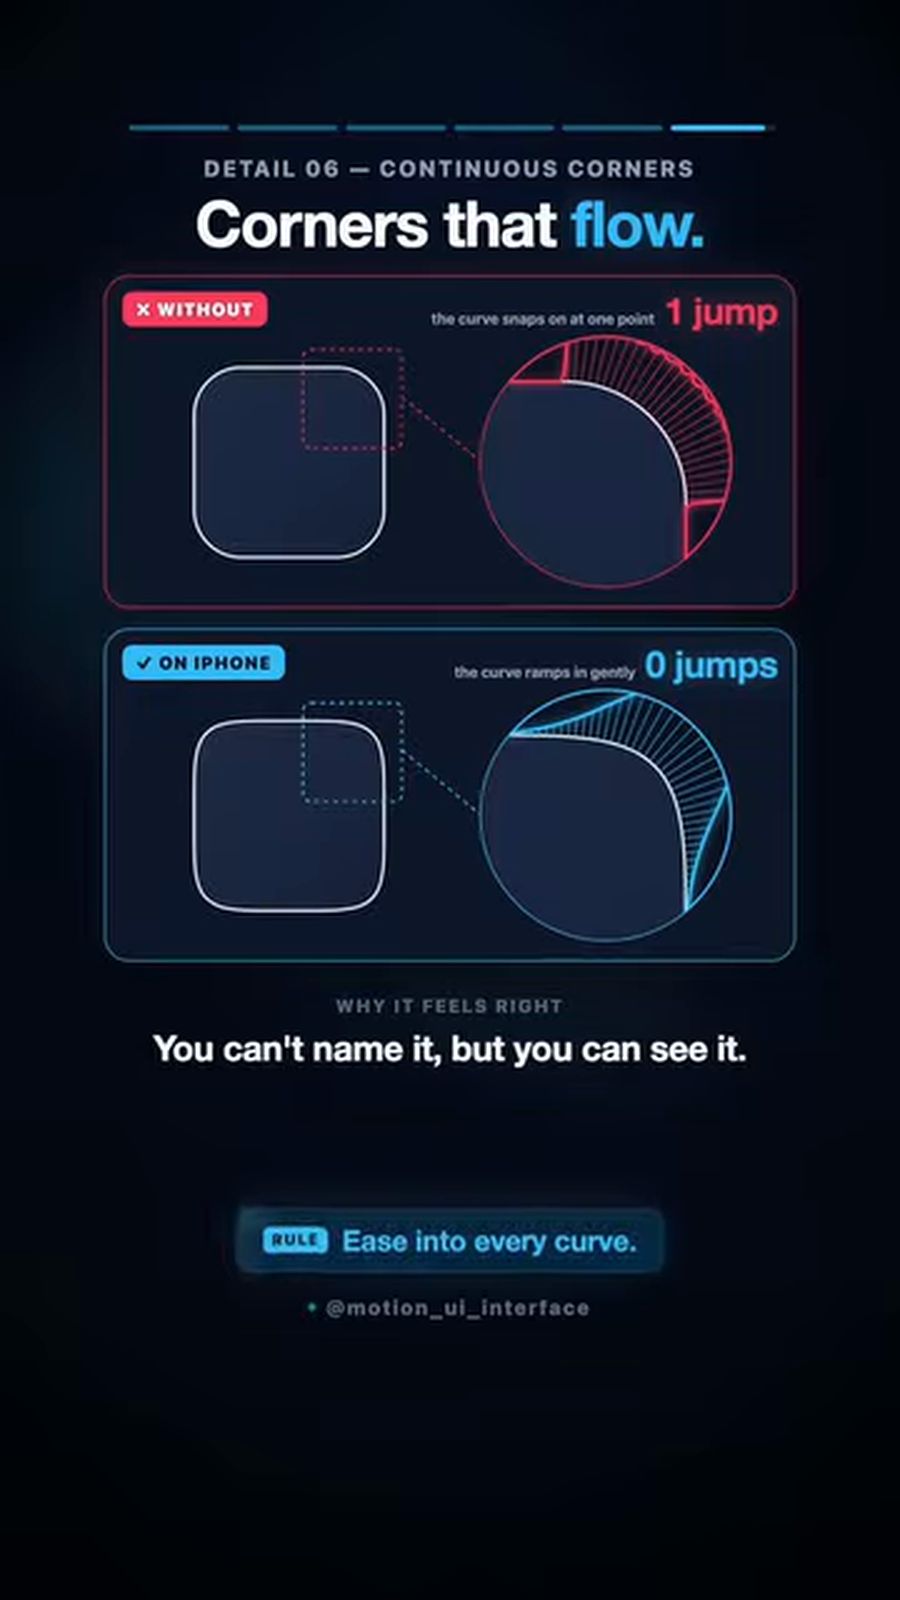 DETAIL 06 — CONTINUOUS CORNERS
Corners that flow.
✕ WITHOUT
the curve snaps on at one point 1 jump
✓ ON IPHONE
the curve ramps in gently 0 jumps
WHY IT FEELS RIGHT
You can't name it, but you can see it.
RULE Ease into every curve.
@motion_ui_interface